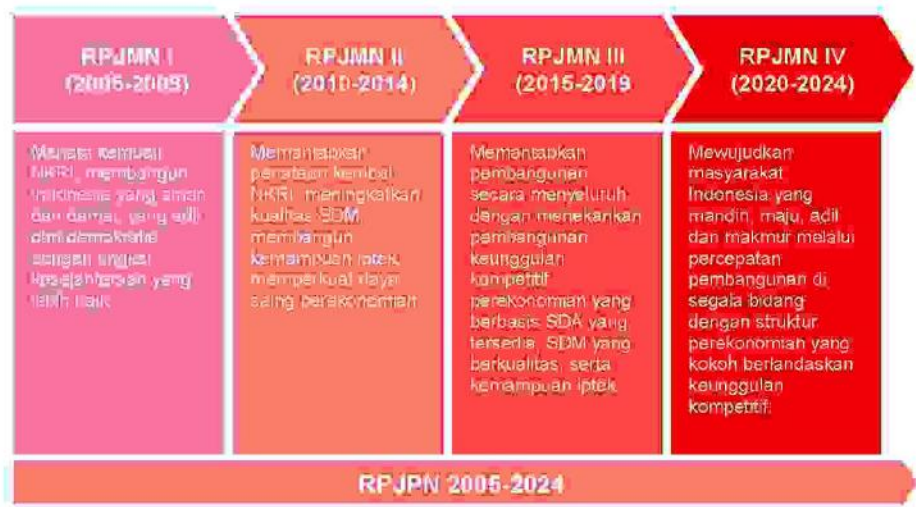 RPJMN I
(2005-2009)
RPJMN II
(2010-2014)
RPJMN III
(2015-2019
RPJMN IV
(2020-2024)
Menata kembali
NKRI, membangun
Indonesia yang aman
dan damai, yang adil
dan demokratis
dengan tingkat
kesejahteraan yang
lebih baik
Memantapkan
penataan kembali
NKRI, meningkatkan
kualitas SDM
membangun
kemampuan iptek,
memperkuat daya
saing perekonomian
Memantapkan
pembangunan
secara menyeluruh
dengan menekankan
pembangunan
keunggulan
kompetitif
perekonomian yang
berbasis SDA yang
tersedia, SDM yang
berkualitas, serta
kemampuan iptek
Mewujudkan
masyarakat
Indonesia yang
mandiri, maju, adil
dan makmur melalui
percepatan
pembangunan di
segala bidang
dengan struktur
perekonomian yang
kokoh berlandaskan
keunggulan
kompetitif.
RPJPN 2005-2024